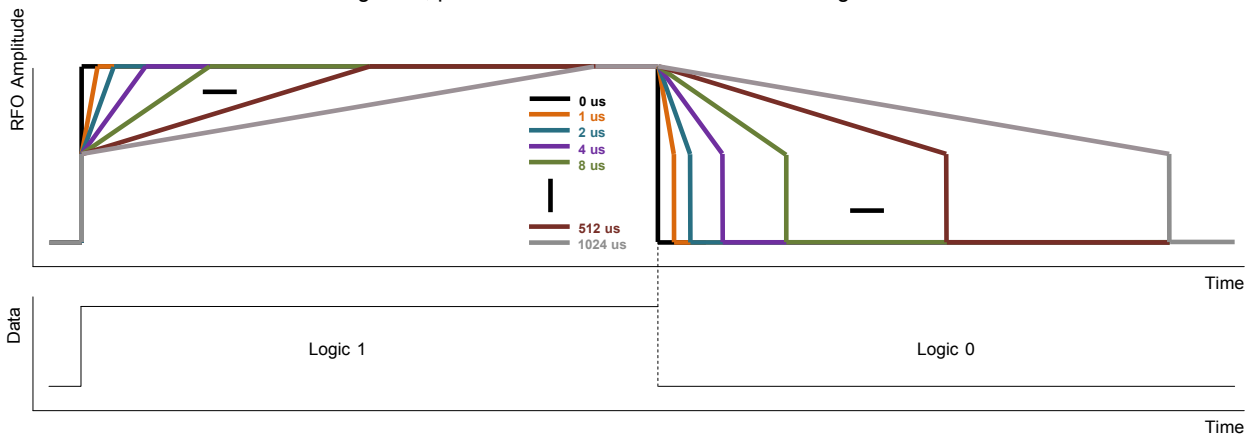 RFO Amplitude
0 us
1 us
2 us
4 us
8 us
512 us
1024 us
Time
Data
Logic 1
Logic 0
Time